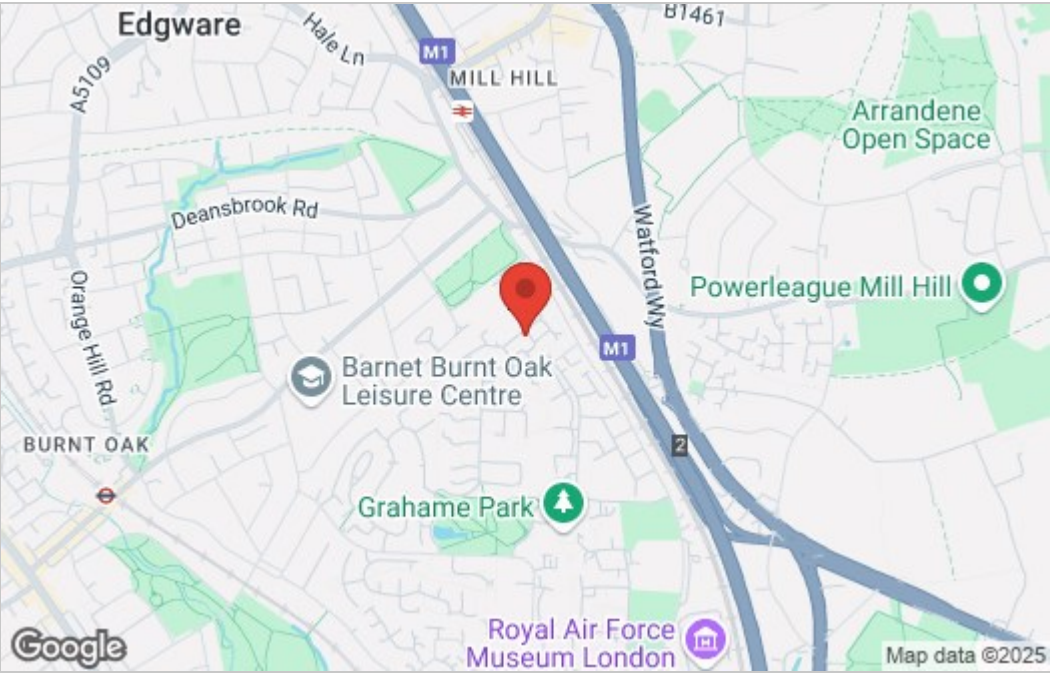 Edgware
Hale Ln
M1
B1461
MILL HILL
A5109
Arrandene
Open Space
Deansbrook Rd
Watford Wy
Orange Hill Rd
Powerleague Mill Hill
M1
Barnet Burnt Oak
Leisure Centre
BURNT OAK
2
Grahame Park
Royal Air Force
Museum London
Google
Map data ©2025